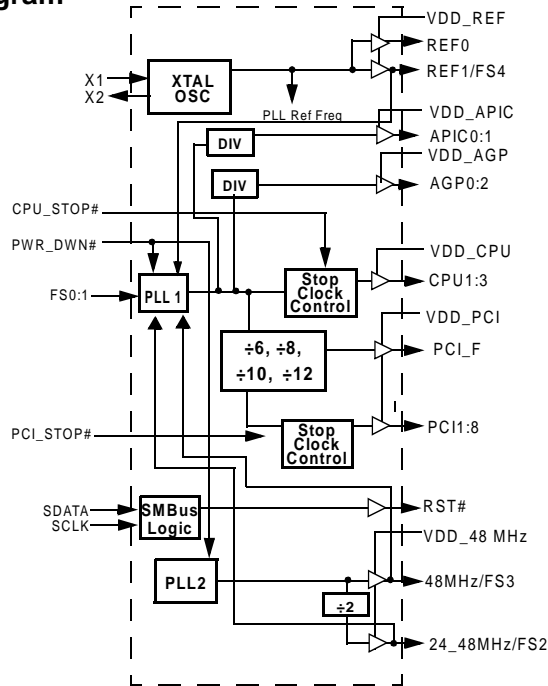 gram
VDD_REF
REF0
X1
X2
XTAL
OSC
REF1/FS4
PLL Ref Freq
VDD_APIC
DIV
APIC0:1
VDD_AGP
DIV
AGP0:2
CPU_STOP#
PWR_DWN#
VDD_CPU
FS0:1
PLL 1
Stop
Clock
Control
CPU1:3
VDD_PCI
÷6, ÷8,
÷10, ÷12
PCI_F
PCI_STOP#
Stop
Clock
Control
PCI1:8
SDATA
SCLK
SMBus
Logic
RST#
VDD_48 MHz
PLL2
48MHz/FS3
÷2
24_48MHz/FS2